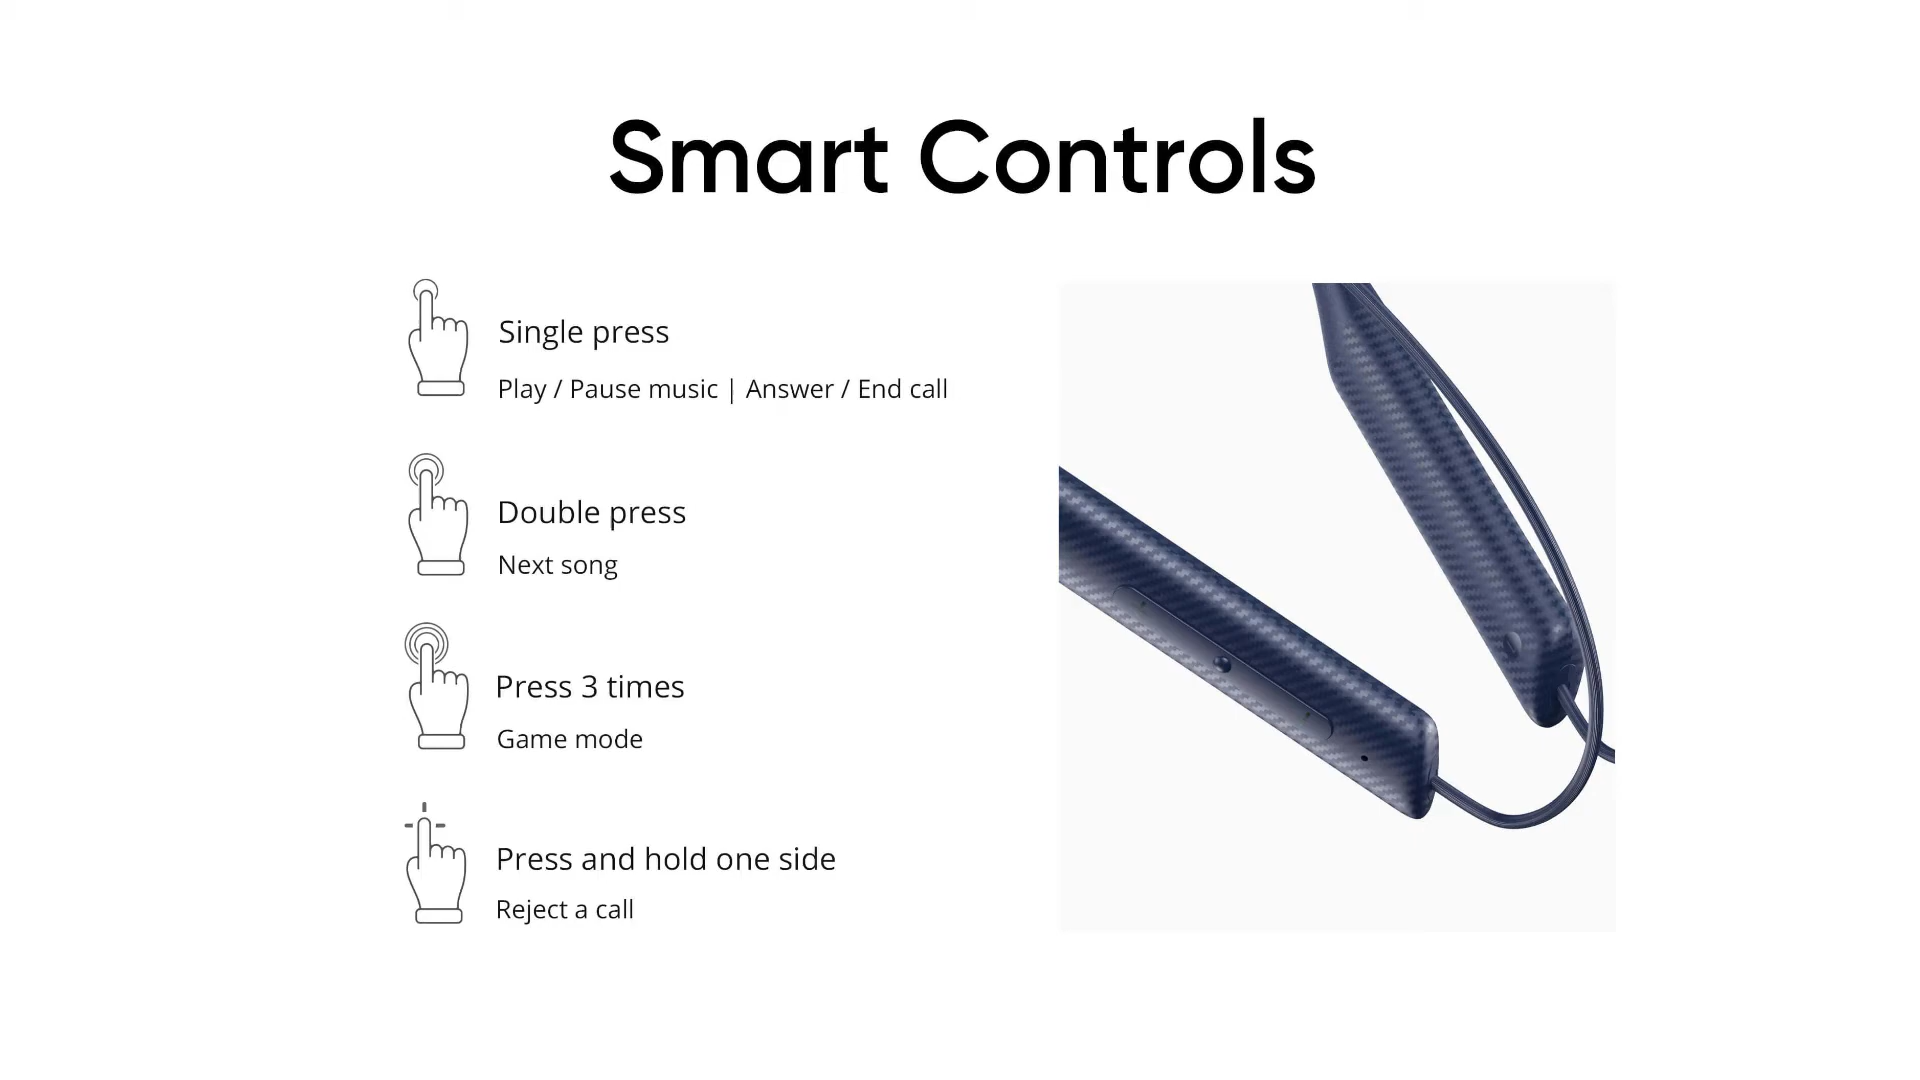 Smart Controls
Single press
Play / Pause music | Answer / End call
Double press
Next song
Press 3 times
Game mode
Press and hold one side
Reject a call